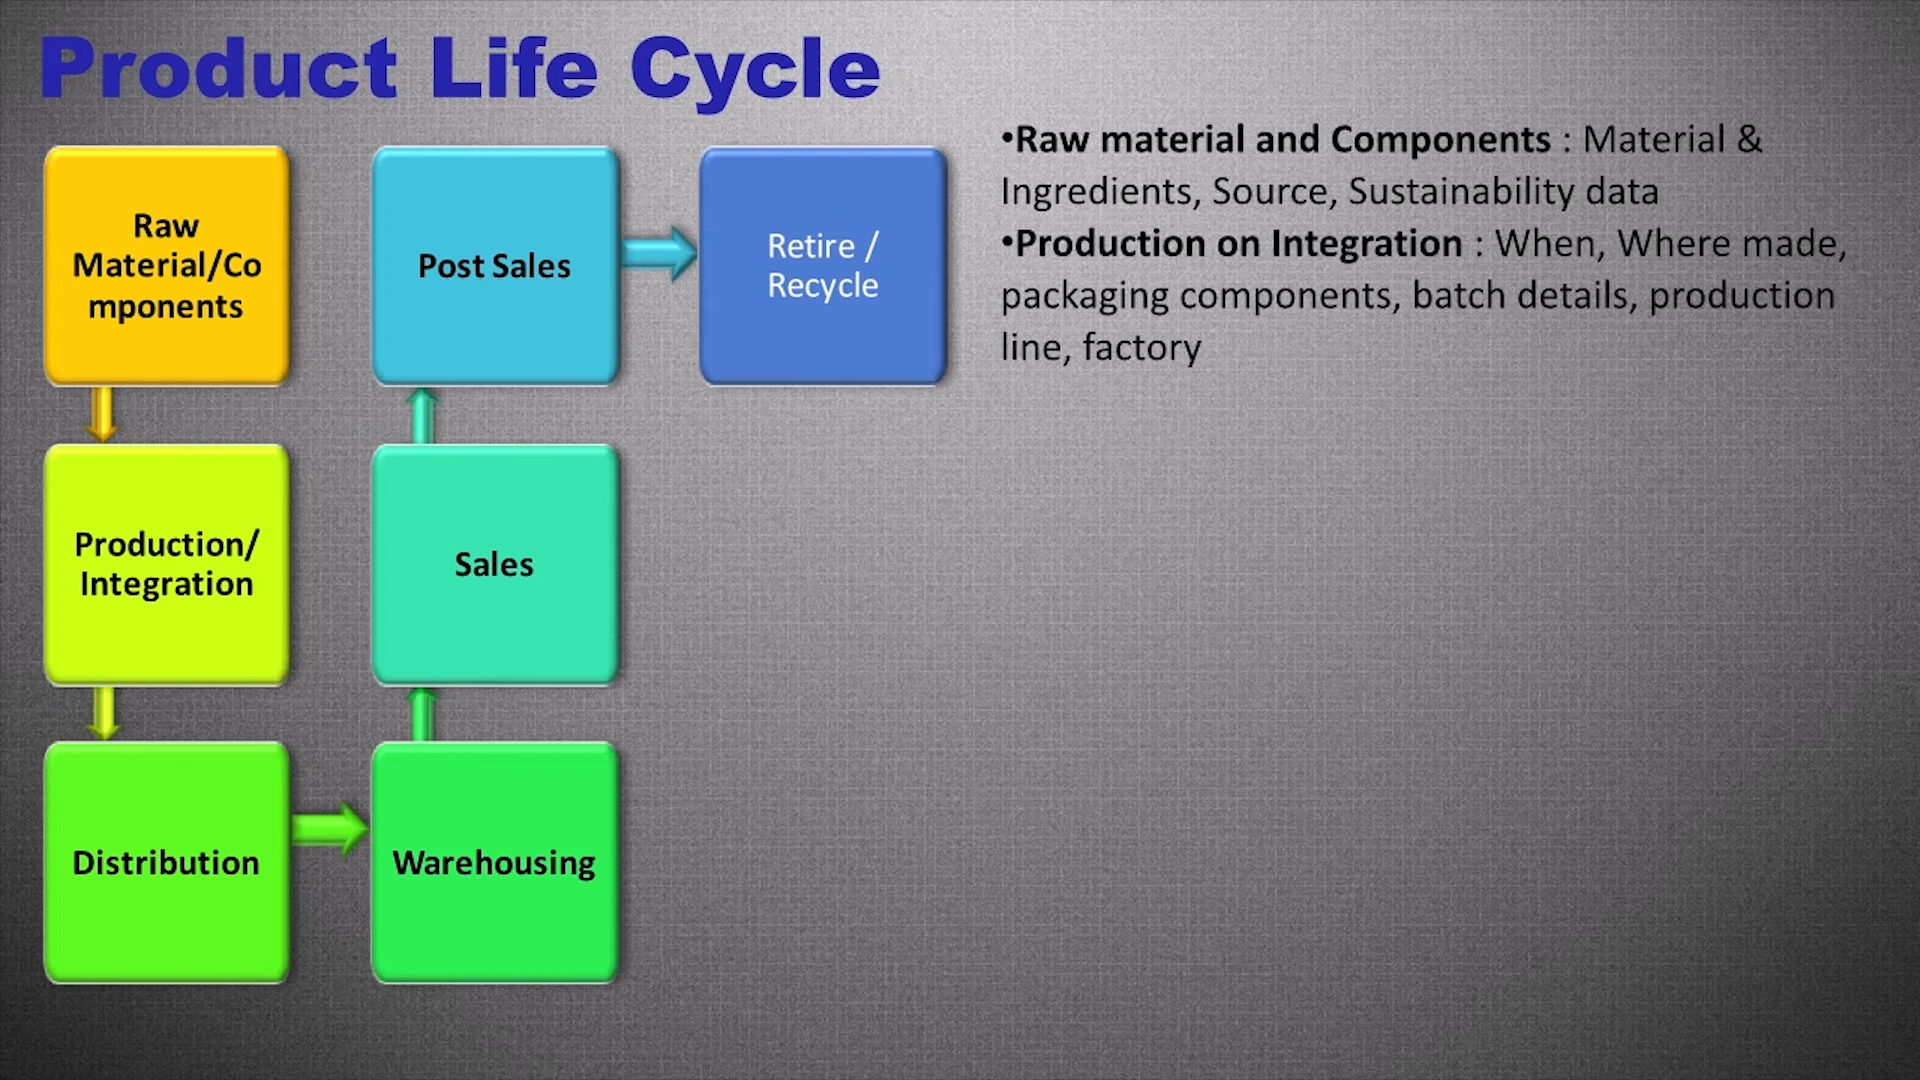 Product Life Cycle
Raw
Material/Co
mponents
Production/
Integration
Distribution
Warehousing
Sales
Post Sales
Retire /
Recycle
•Raw material and Components : Material &
Ingredients, Source, Sustainability data
•Production on Integration : When, Where made,
packaging components, batch details, production
line, factory